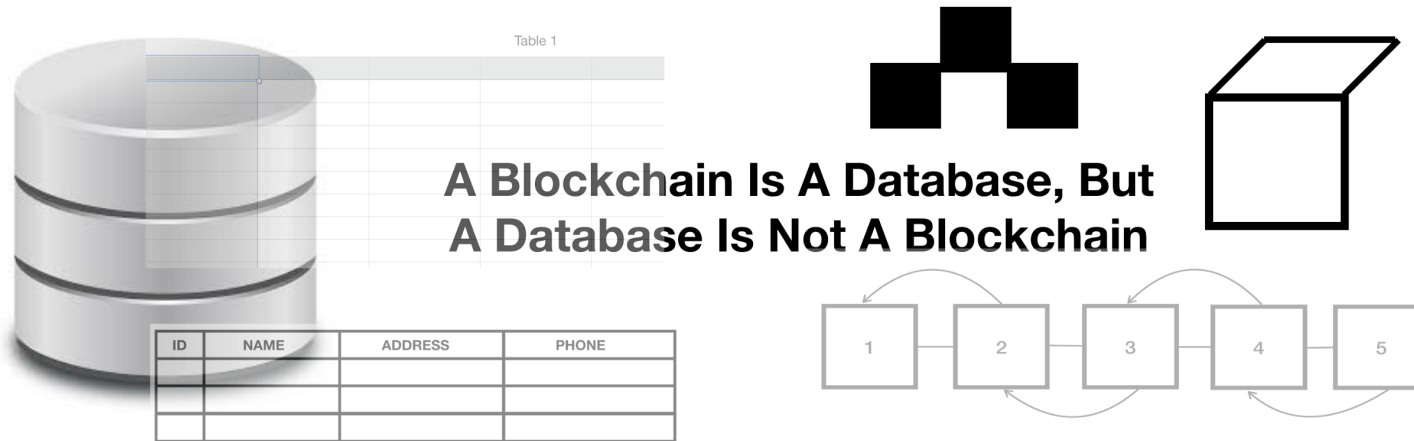 Table 1
A Blockchain Is A Database, But
A Database Is Not A Blockchain
ID NAME ADDRESS PHONE
1 2 3 4 5